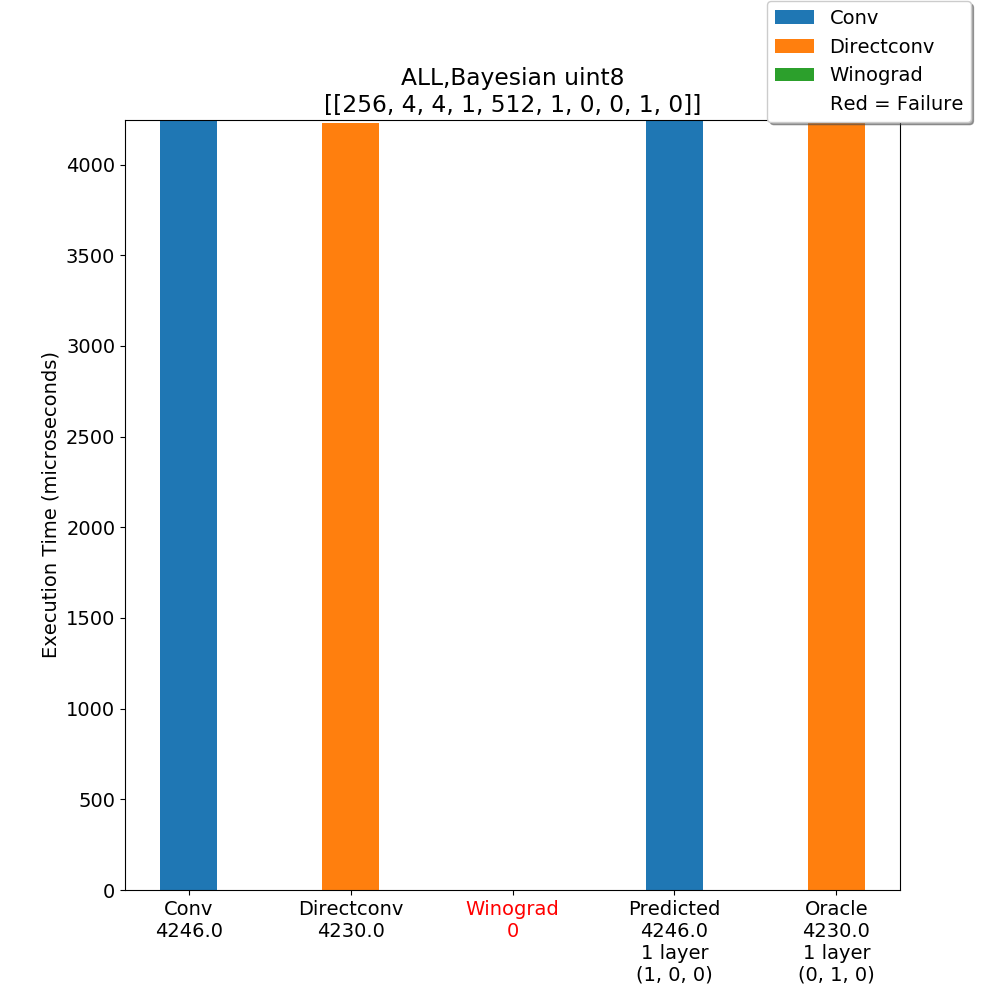 Conv
Directconv
Winograd
Red = Failure
ALL,Bayesian uint8
[[256, 4, 4, 1, 512, 1, 0, 0, 1, 0]]
Execution Time (microseconds)
4000
3500
3000
2500
2000
1500
1000
500
0
Conv
4246.0
Directconv
4230.0
Winograd
0
Predicted
4246.0
1 layer
(1, 0, 0)
Oracle
4230.0
1 layer
(0, 1, 0)